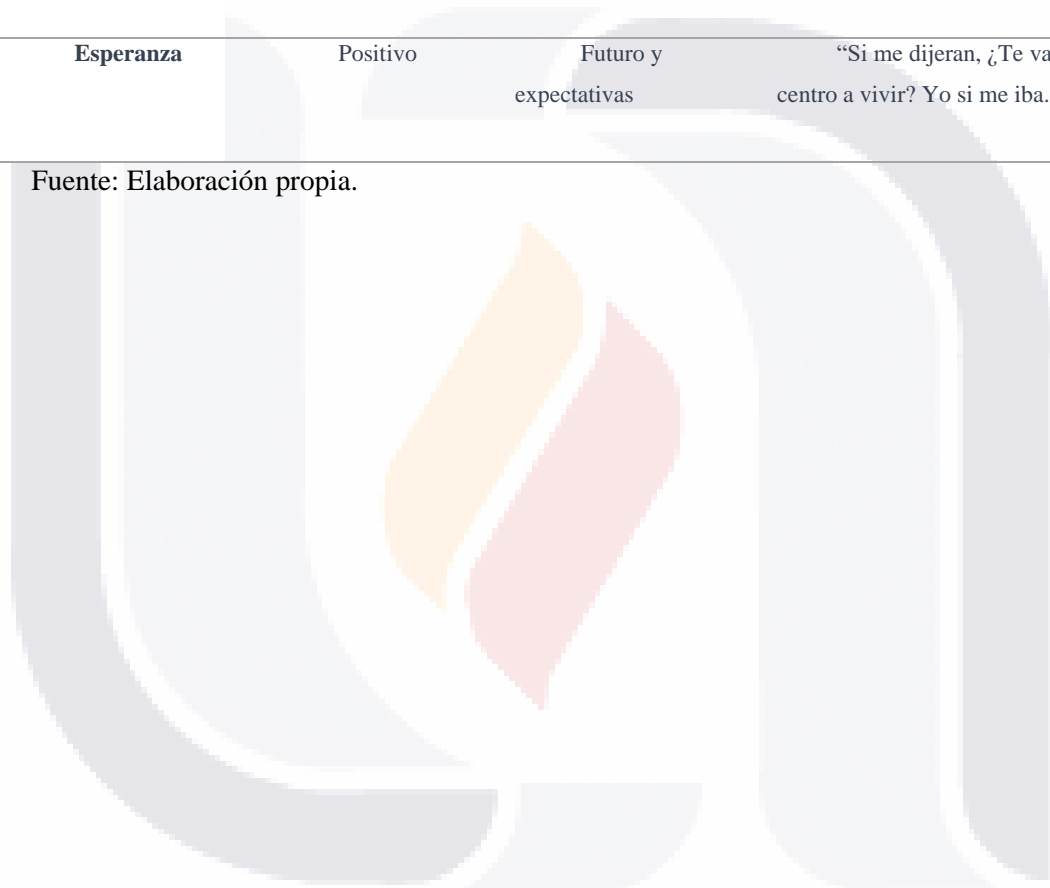 Esperanza Positivo Futuro y “Si me dijeran, ¿Te va
expectativas centro a vivir? Yo si me iba.
Fuente: Elaboración propia.